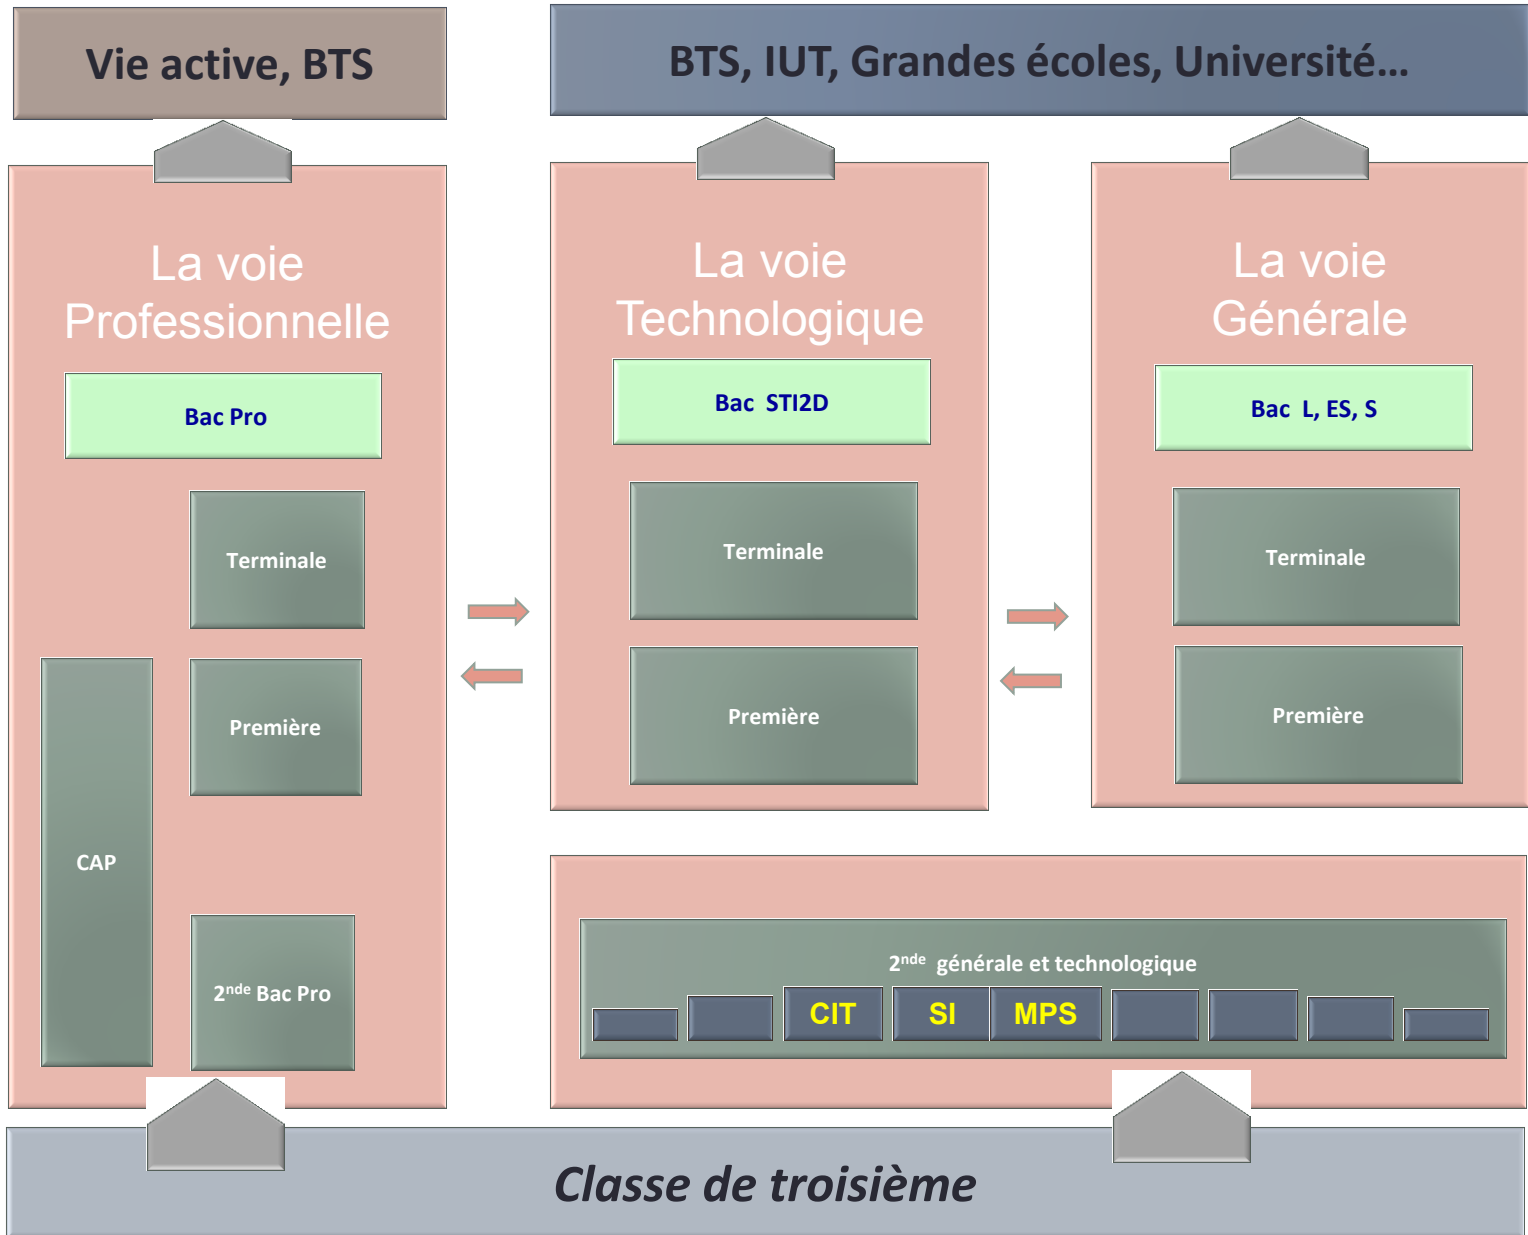 Vie active, BTS
BTS, IUT, Grandes écoles, Université…
La voie
Professionnelle
Bac Pro
Terminale
Première
CAP
2nde Bac Pro
La voie
Technologique
Bac STI2D
Terminale
Première
La voie
Générale
Bac L, ES, S
Terminale
Première
2nde générale et technologique
CIT SI MPS
Classe de troisième